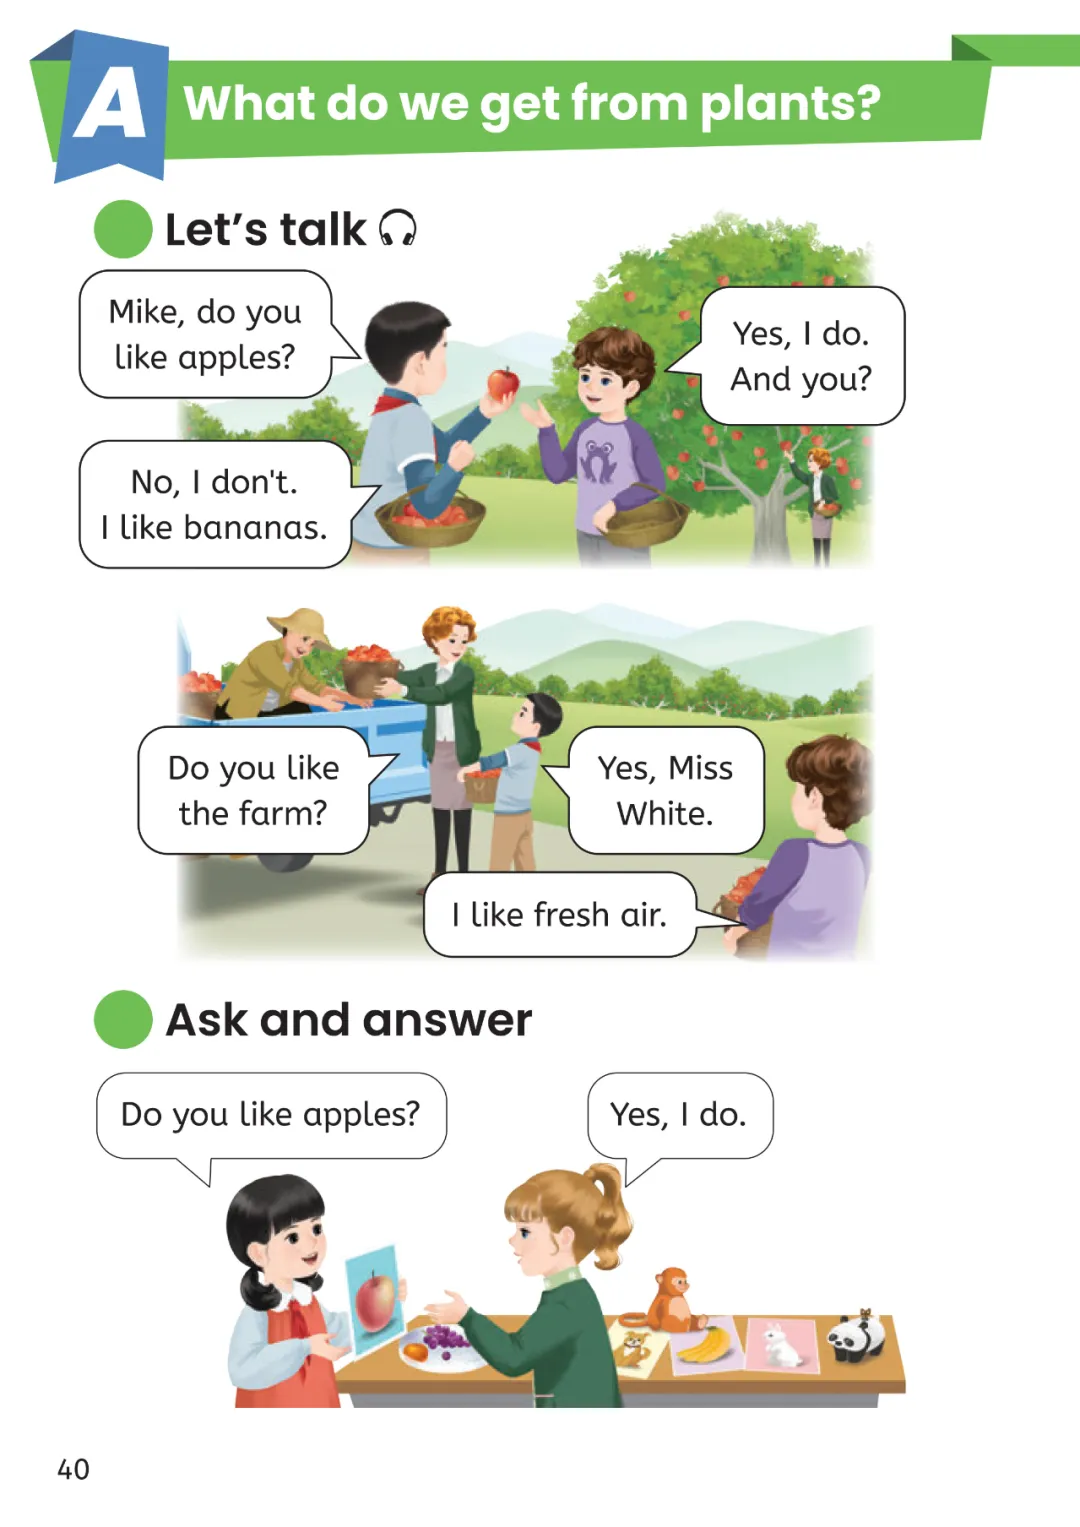 A
What do we get from plants?
Let's talk
Mike, do you
like apples?
Yes, I do.
And you?
No, I don't.
I like bananas.
Do you like
the farm?
Yes, Miss
White.
I like fresh air.
Ask and answer
Do you like apples?
Yes, I do.
40